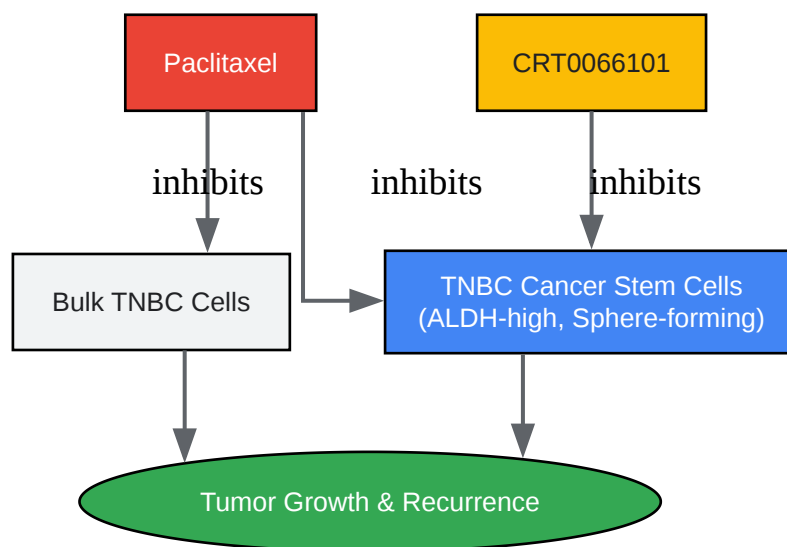 Paclitaxel
CRT0066101
inhibits
inhibits
inhibits
Bulk TNBC Cells
TNBC Cancer Stem Cells
(ALDH-high, Sphere-forming)
Tumor Growth & Recurrence